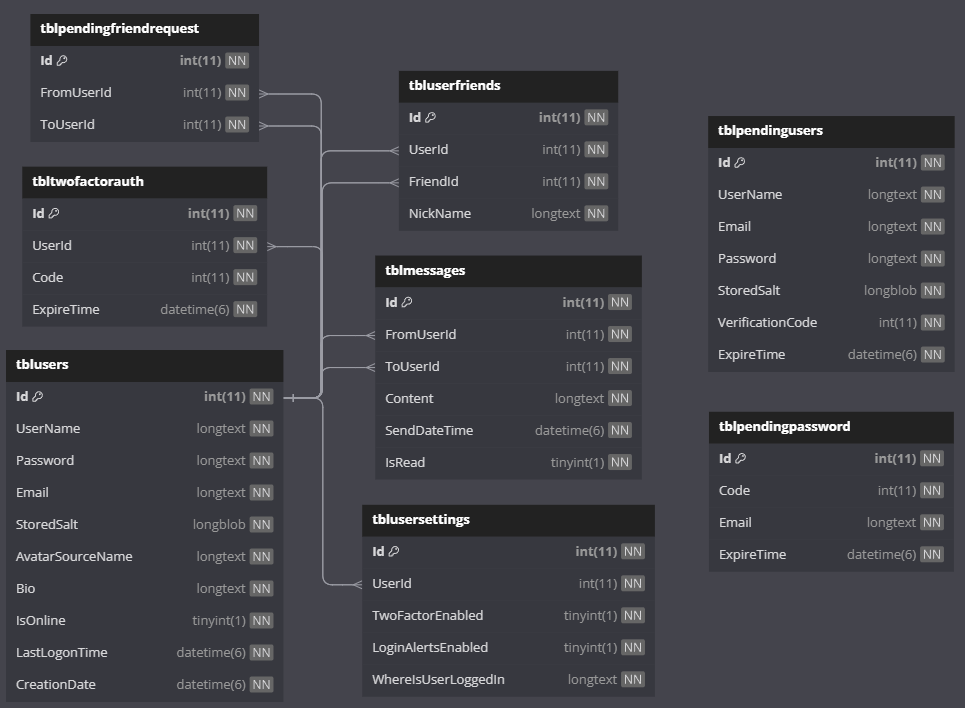 tblpendingfriendrequest
Id int(11) NN
FromUserId int(11) NN
ToUserId int(11) NN
tbltwofactorauth
Id int(11) NN
UserId int(11) NN
Code int(11) NN
ExpireTime datetime(6) NN
tblusers
Id int(11) NN
UserName longtext NN
Password longtext NN
Email longtext NN
StoredSalt longblob NN
AvatarSourceName longtext NN
Bio longtext NN
IsOnline tinyint(1) NN
LastLogonTime datetime(6) NN
CreationDate datetime(6) NN
tbluserfriends
Id int(11) NN
UserId int(11) NN
FriendId int(11) NN
NickName longtext NN
tblmessages
Id int(11) NN
FromUserId int(11) NN
ToUserId int(11) NN
Content longtext NN
SendDateTime datetime(6) NN
IsRead tinyint(1) NN
tblusersettings
Id int(11) NN
UserId int(11) NN
TwoFactorEnabled tinyint(1) NN
LoginAlertsEnabled tinyint(1) NN
WhereIsUserLoggedIn longtext NN
tblpendingusers
Id int(11) NN
UserName longtext NN
Email longtext NN
Password longtext NN
StoredSalt longblob NN
VerificationCode int(11) NN
ExpireTime datetime(6) NN
tblpendingpassword
Id int(11) NN
Code int(11) NN
Email longtext NN
ExpireTime datetime(6) NN